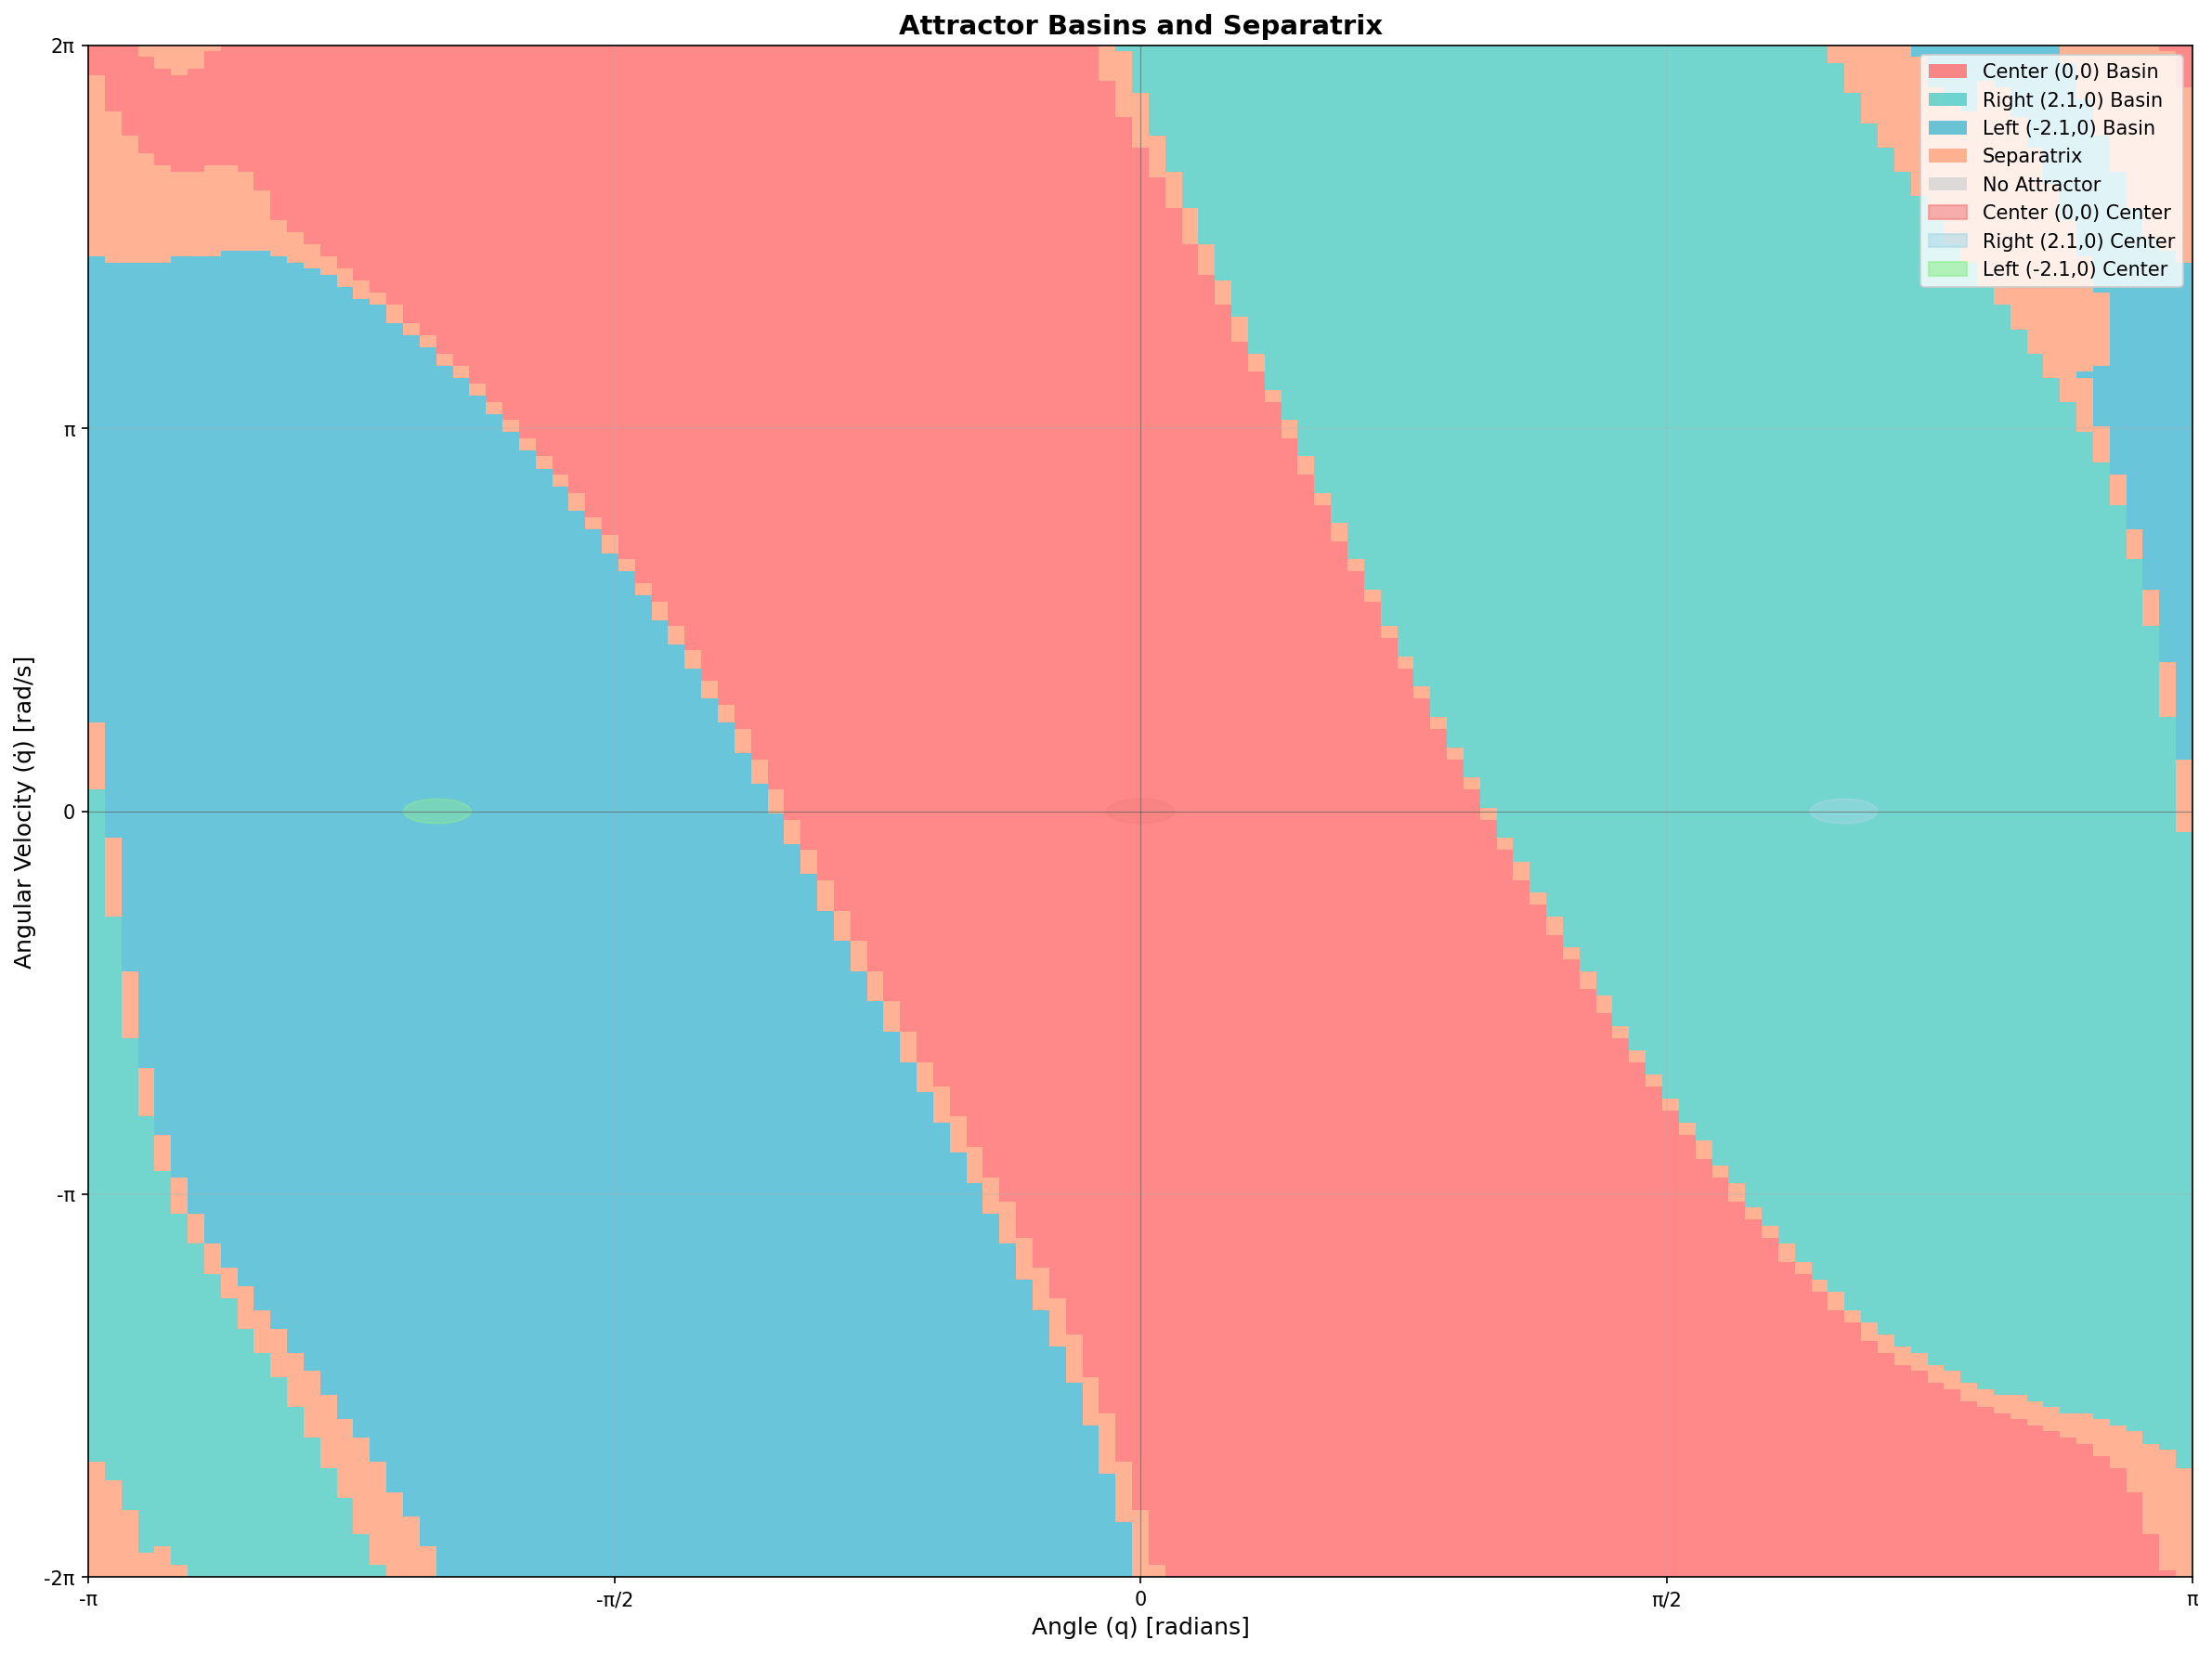 Attractor Basins and Separatrix
2π
π
0
-π
-2π
Angular Velocity (q̇) [rad/s]
Center (0,0) Basin
Right (2.1,0) Basin
Left (-2.1,0) Basin
Separatrix
No Attractor
Center (0,0) Center
Right (2.1,0) Center
Left (-2.1,0) Center
-π
-π/2
0
π/2
π
Angle (q) [radians]